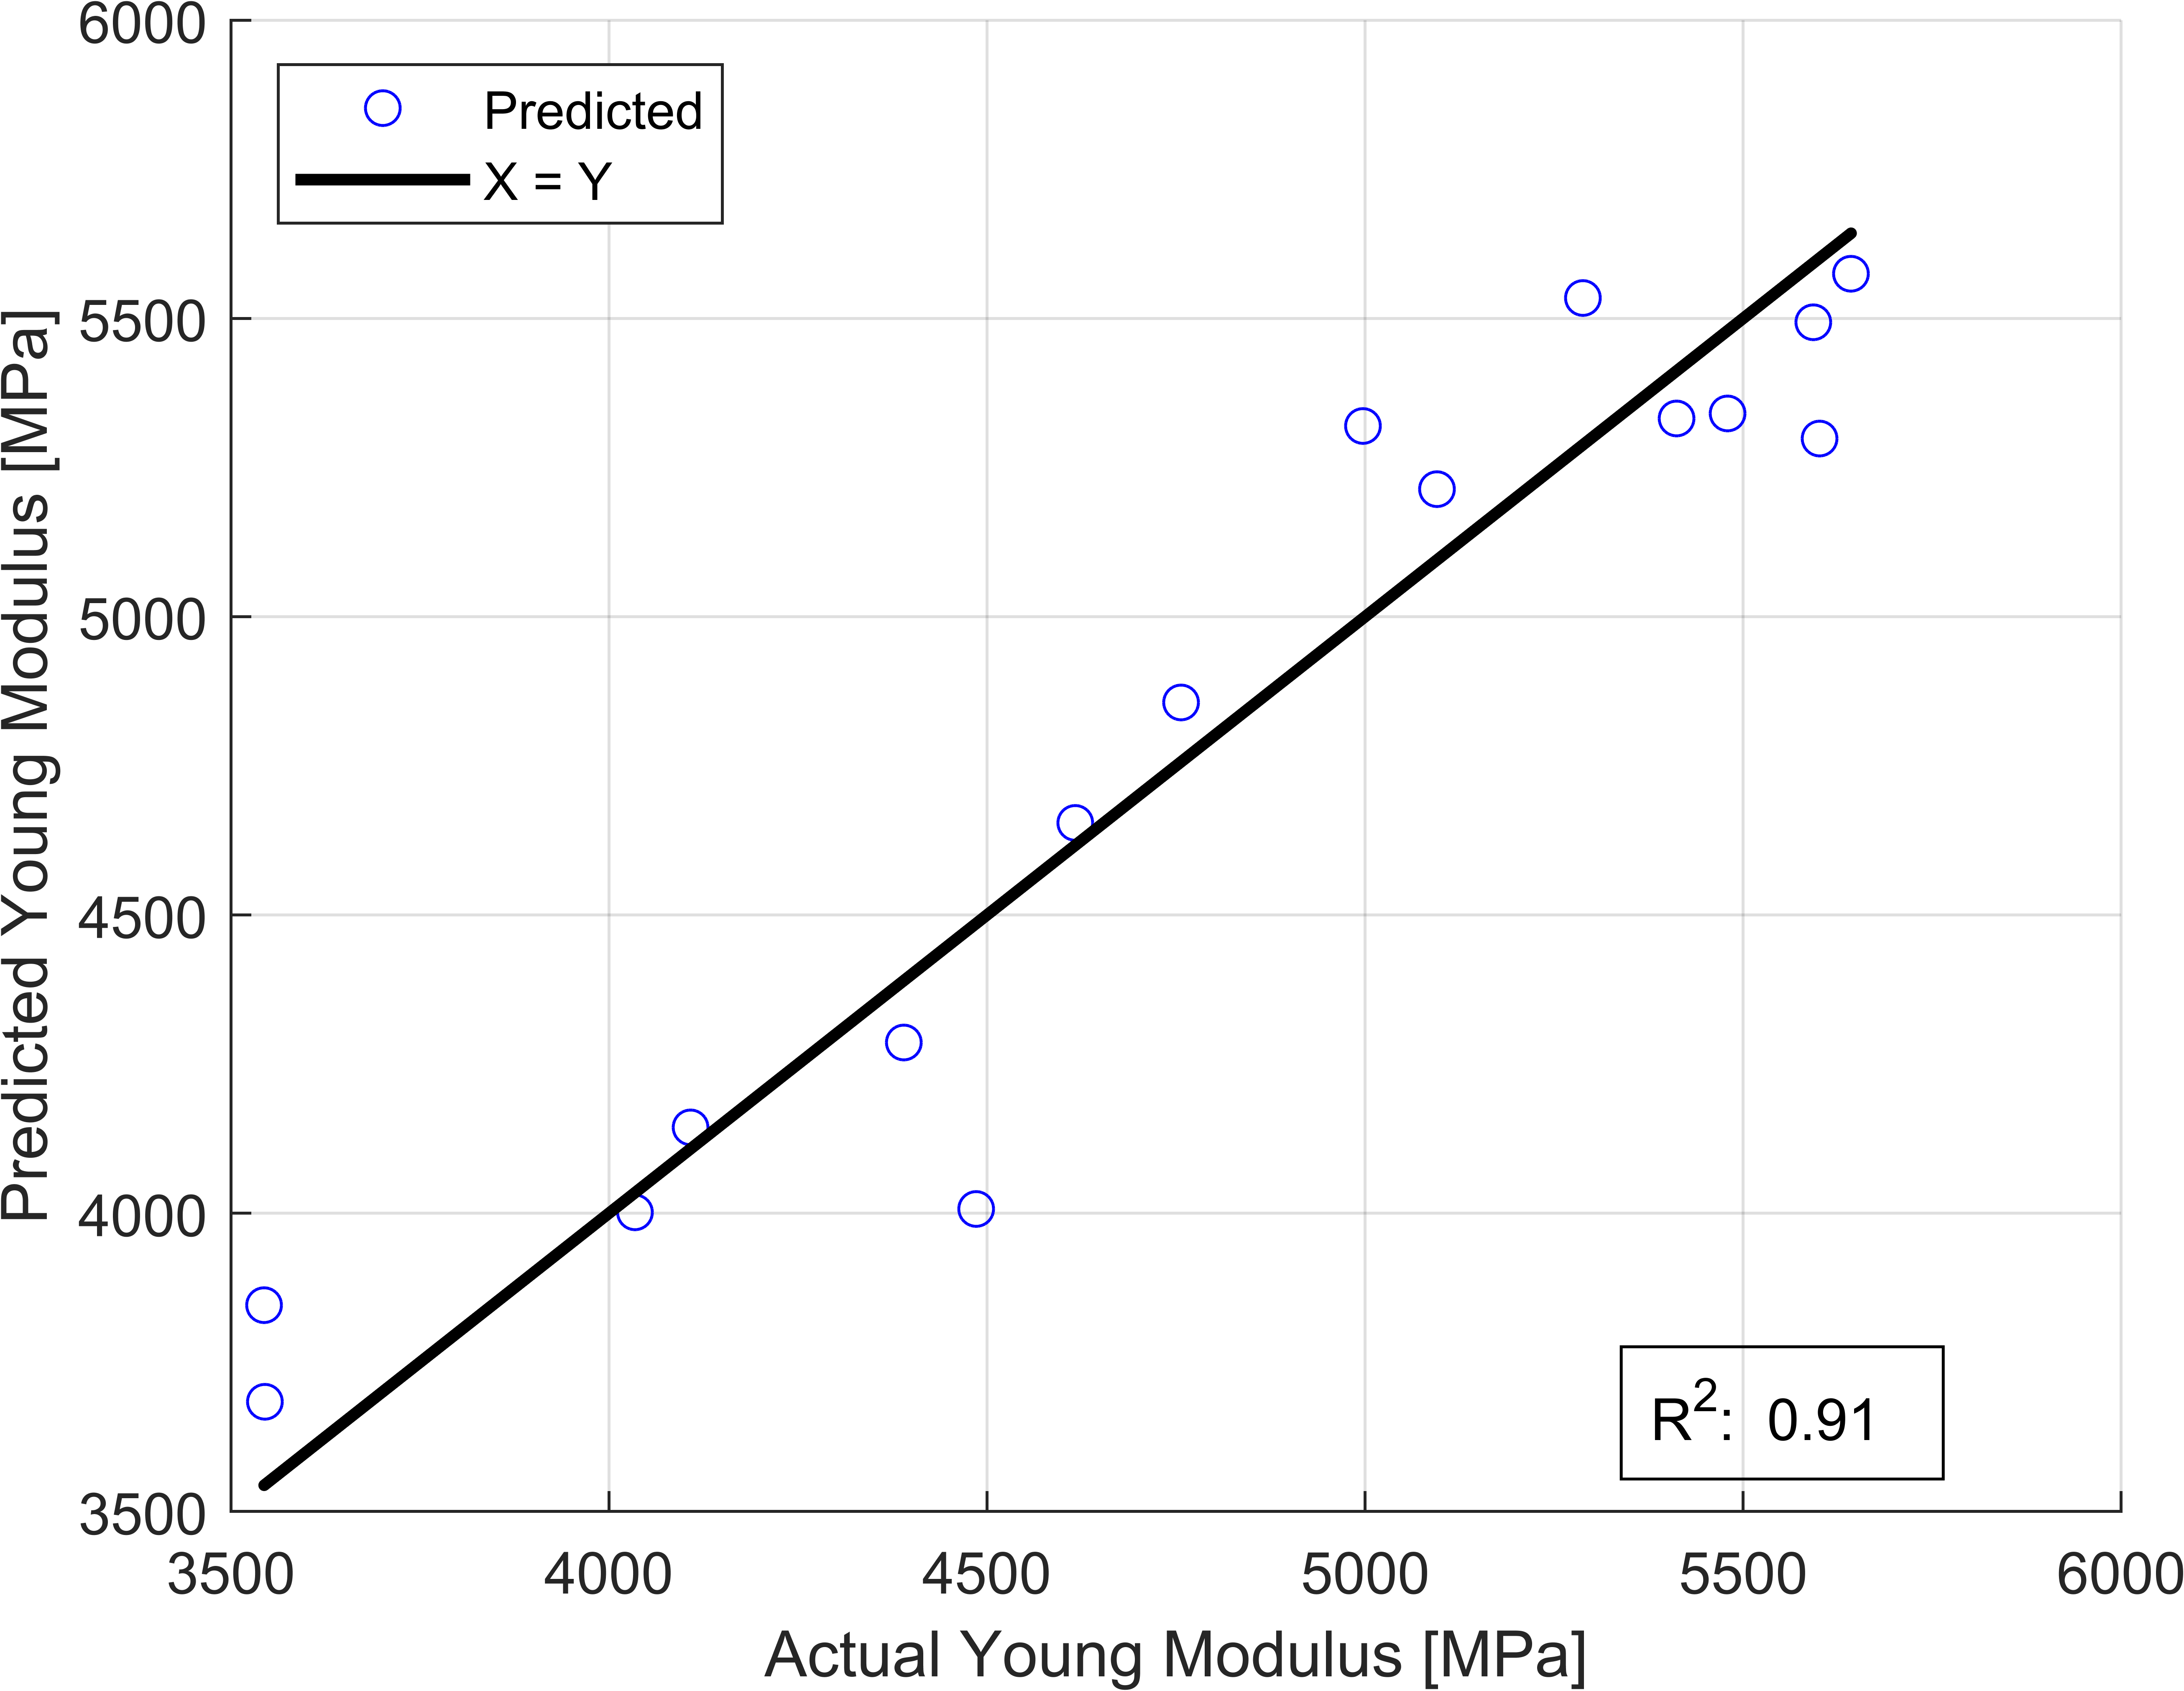 6000
5500
5000
4500
4000
3500
Predicted Young Modulus [MPa]
Predicted
X = Y
R²: 0.91
3500 4000 4500 5000 5500 6000
Actual Young Modulus [MPa]